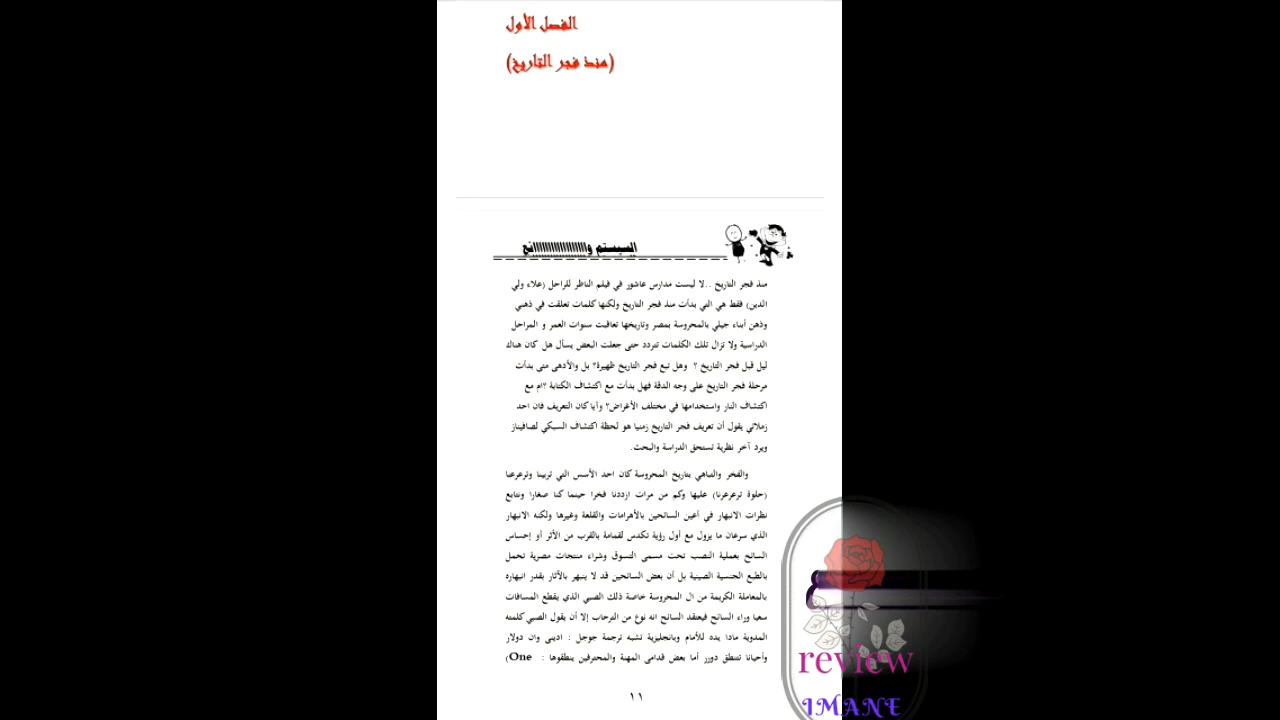 الفصل الأول
(منذ فجر التاريخ)
السيستم واااااااااااااااااااقع
منذ فجر التاريخ ..لا ليست مدارس عاشور في فيلم الناظر للراحل (علاء ولي
الدين) فقط هي التي بدأت منذ فجر التاريخ ولكنها كلمات تعلقت في ذهني
وذهن أبناء جيلي بالمحروسة بمصر وتاريخها تعاقبت سنوات العمر و المراحل
الدراسية ولا تزال تلك الكلمات تتردد حتى جعلت البعض يسأل هل كان هناك
ليل قبل فجر التاريخ ؟ وهل تبع فجر التاريخ ظهيرة؟ بل والأدهى متى بدأت
مرحلة فجر التاريخ على وجه الدقة فهل بدأت مع اكتشاف الكتابة ؟ام مع
اكتشاف النار واستخدامها في مختلف الأغراض؟ وأيا كان التعريف فان احد
زملائي يقول أن تعريف فجر التاريخ زمنيا هو لحظة اكتشاف السبكي لصافيناز
ويرد آخر نظرية تستحق الدراسة والبحث.
والفخر والتباهي بتاريخ المحروسة كان احد الأسس التي تربينا وترعرعنا
(حلوة ترعرعرنا) عليها وكم من مرات ازددنا فخرا حينما كنا صغارا ونتابع
نظرات الانبهار في أعين السائحين بالأهرامات والقلعة وغيرها ولكنه الانبهار
الذي سرعان ما يزول مع أول رؤية تكدس لقمامة بالقرب من الأثر أو إحساس
السائح بعملية النصب تحت مسمى التسوق وشراء منتجات مصرية تحمل
بالطبع الجنسية الصينية بل أن بعض السائحين قد لا ينبهر بالآثار بقدر انبهاره
بالمعاملة الكريمة من ال المحروسة خاصة ذلك الصبي الذي يقطع المسافات
سعيا وراء السائح فيعتقد السائح انه نوع من الترحاب إلا أن يقول الصبي كلمته
المدوية مادا يده للأمام وبانجليزية تشبه ترجمة جوجل : اديني وان دولار
وأحيانا تنطق دورر أما بعض قدامى المهنة والمحترفين ينطقوها : One)
١١
review
IMANE